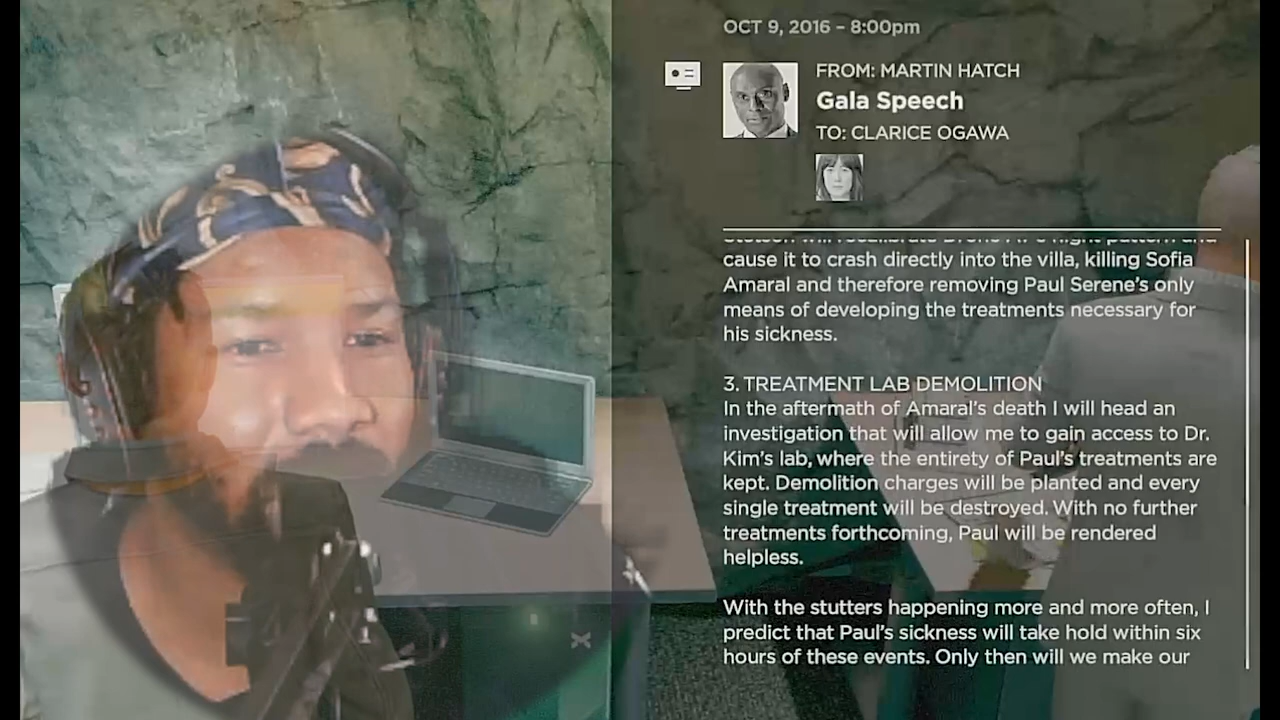 OCT 9, 2016 – 8:00pm
FROM: MARTIN HATCH
Gala Speech
TO: CLARICE OGAWA
cause it to crash directly into the villa, killing Sofia
Amaral and therefore removing Paul Serene's only
means of developing the treatments necessary for
his sickness.
3. TREATMENT LAB DEMOLITION
In the aftermath of Amaral's death I will head an
investigation that will allow me to gain access to Dr.
Kim's lab, where the entirety of Paul's treatments are
kept. Demolition charges will be planted and every
single treatment will be destroyed. With no further
treatments forthcoming, Paul will be rendered
helpless.
With the stutters happening more and more often, I
predict that Paul's sickness will take hold within six
hours of these events. Only then will we make our